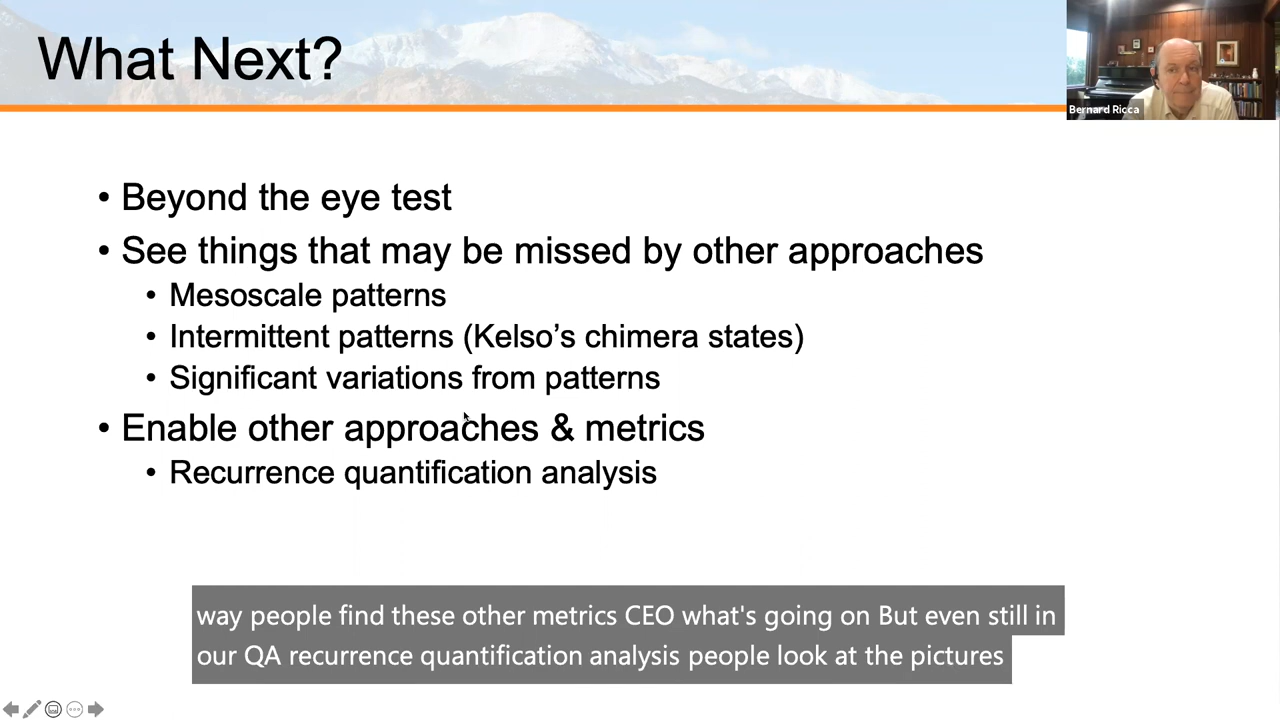 What Next?
Bernard Ricca
• Beyond the eye test
• See things that may be missed by other approaches
• Mesoscale patterns
• Intermittent patterns (Kelso’s chimera states)
• Significant variations from patterns
• Enable other approaches & metrics
• Recurrence quantification analysis
way people find these other metrics CEO what's going on But even still in
our QA recurrence quantification analysis people look at the pictures